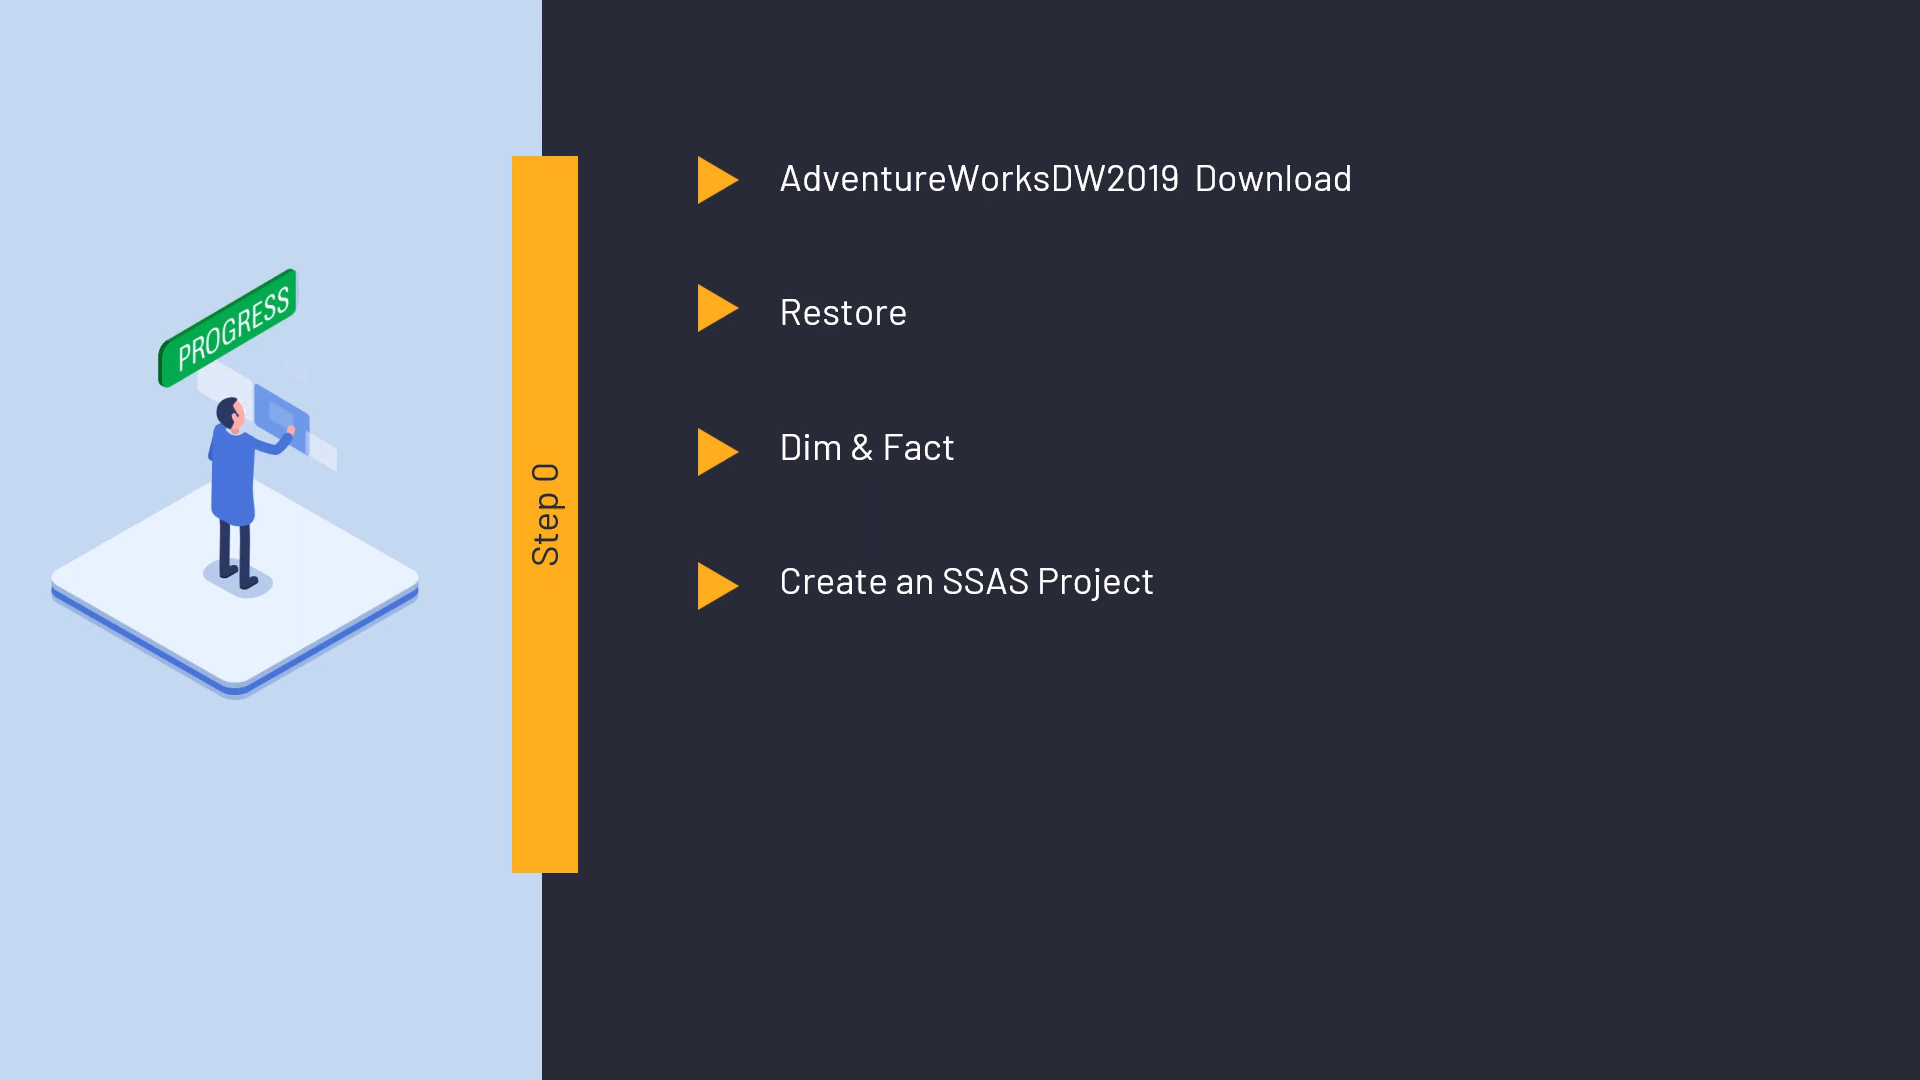 PROGRESS
Step 0
AdventureWorksDW2019 Download
Restore
Dim & Fact
Create an SSAS Project